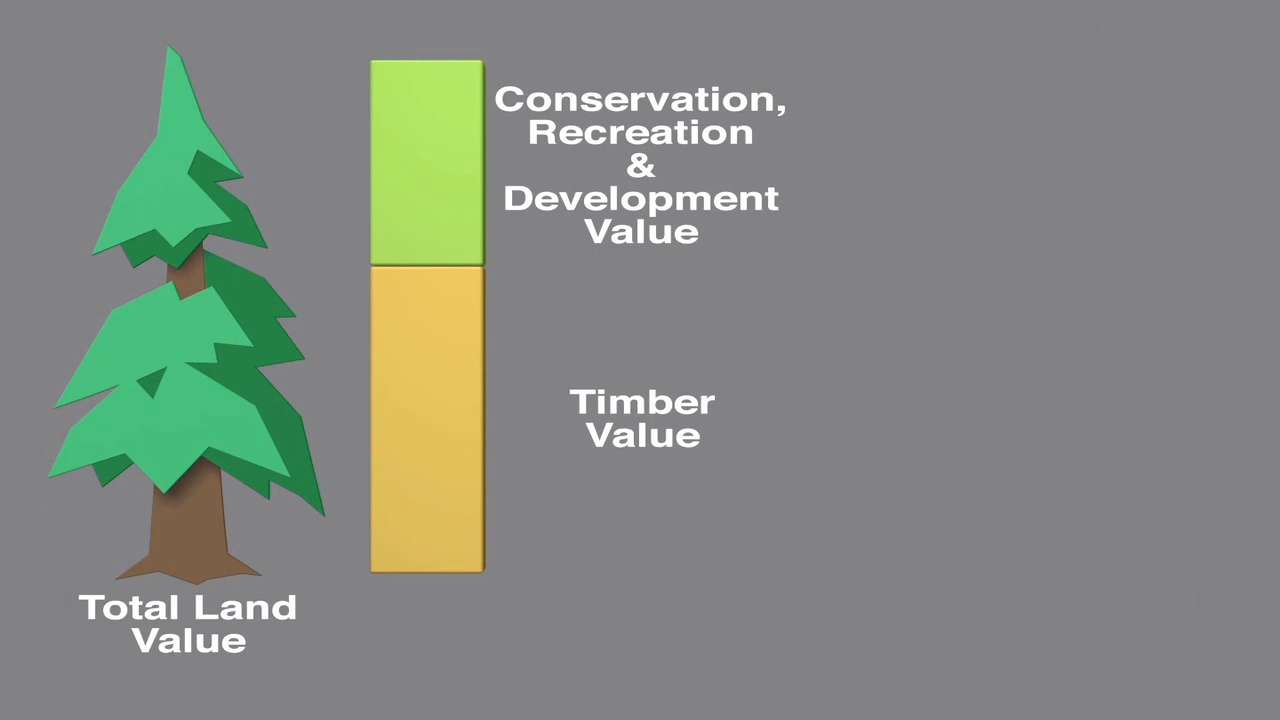 Conservation,
Recreation
&
Development
Value
Timber
Value
Total Land
Value